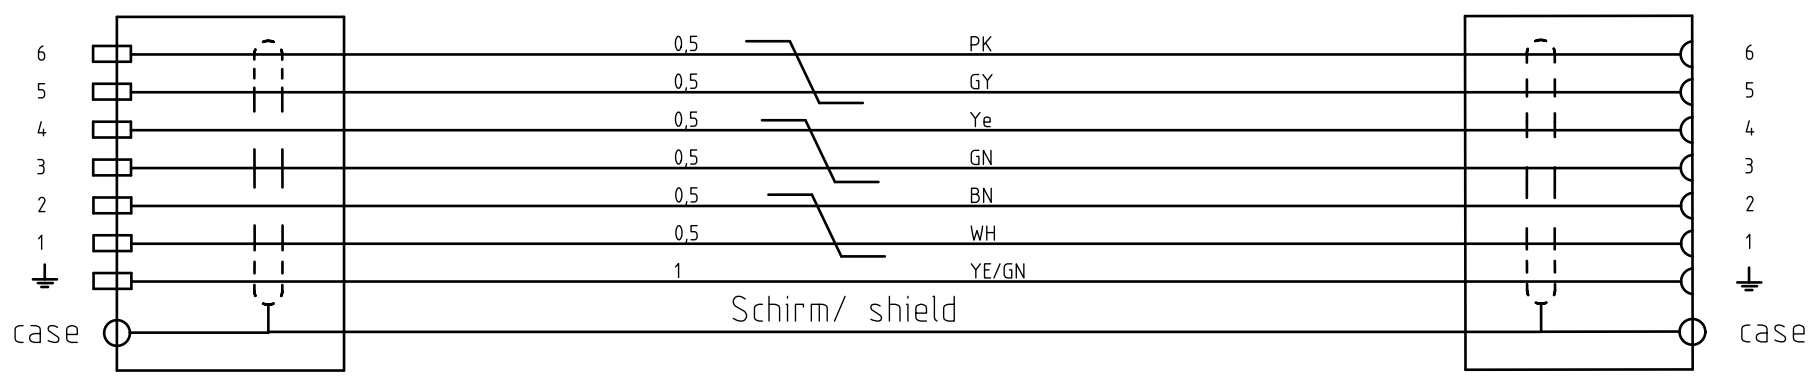 6 0,5 PK 6
5 0,5 GY 5
4 0,5 Ye 4
3 0,5 GN 3
2 0,5 BN 2
1 0,5 WH 1
1 YE/GN
Schirm/ shield
case case